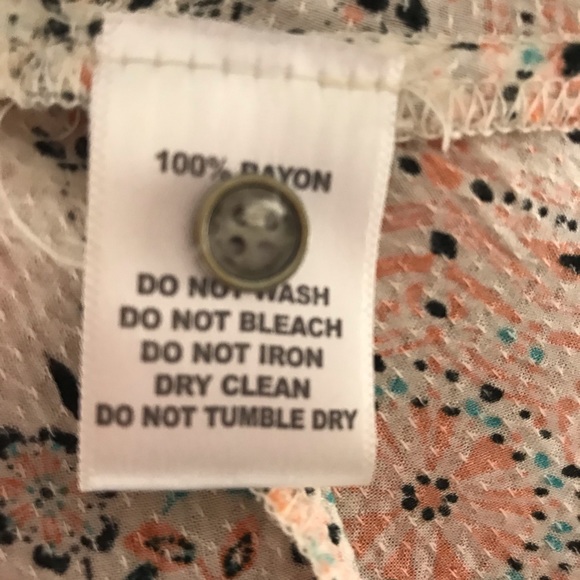 100% RAYON
DO NOT WASH
DO NOT BLEACH
DO NOT IRON
DRY CLEAN
DO NOT TUMBLE DRY